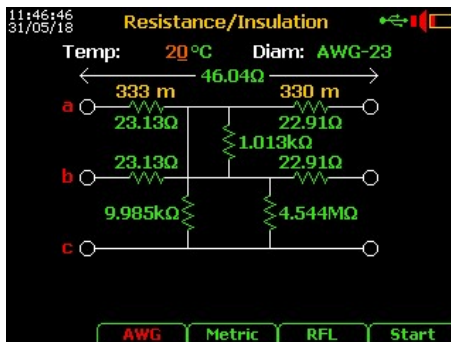 11:46:46
31/05/18
Resistance/Insulation
Temp: 20°C Diam: AWG-23
46.04Ω
333 m 330 m
a
23.13Ω 22.91Ω
1.013kΩ
23.13Ω 22.91Ω
b
9.985kΩ 4.544MΩ
c
AWG Metric RFL Start